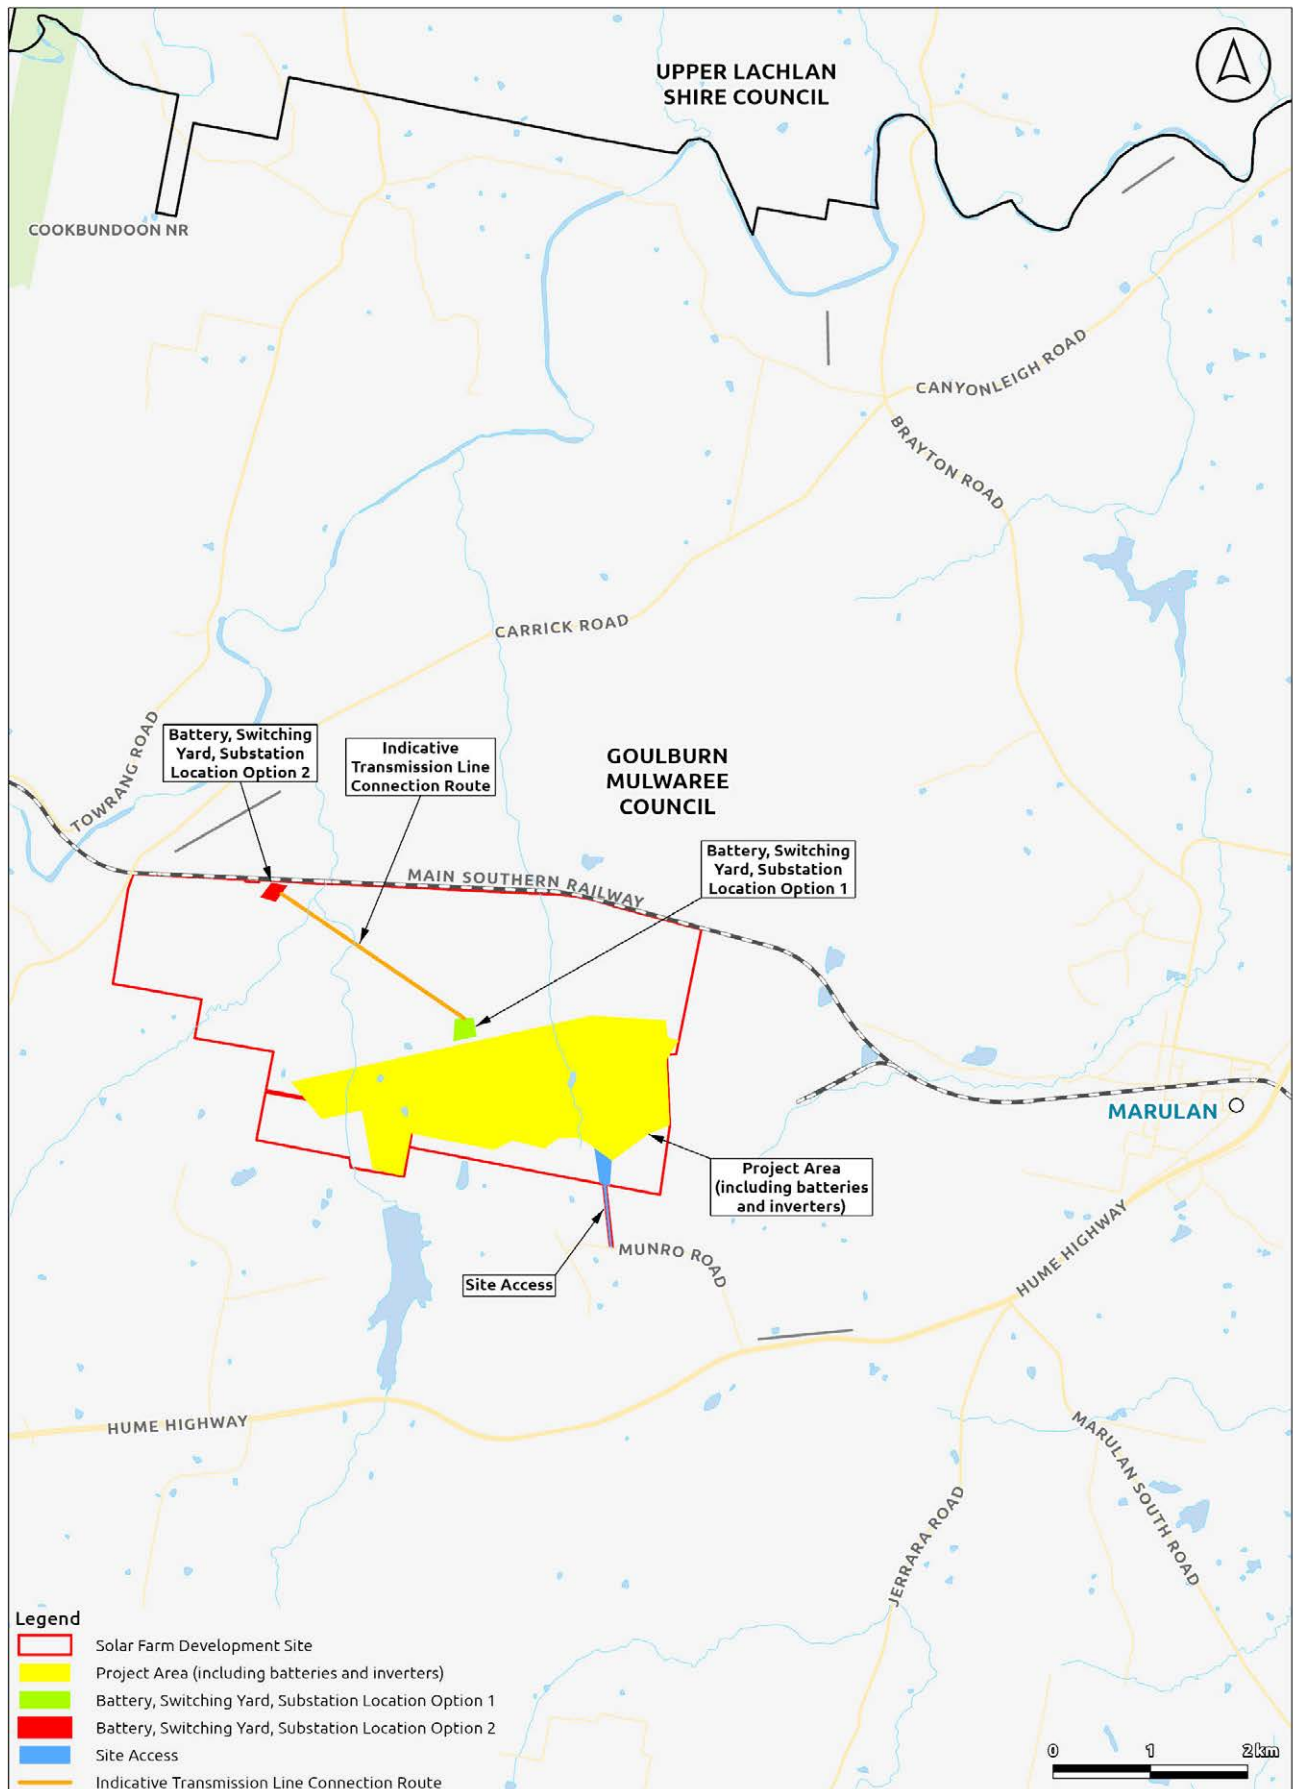 UPPER LACHLAN
SHIRE COUNCIL
COOKBUNDOON NR
CANYONLEIGH ROAD
BRAYTON ROAD
CARRICK ROAD
TOWRANG ROAD
Battery, Switching
Yard, Substation
Location Option 2
Indicative
Transmission Line
Connection Route
GOULBURN
MULWAREE
COUNCIL
Battery, Switching
Yard, Substation
Location Option 1
MAIN SOUTHERN RAILWAY
MARULAN
Project Area
(including batteries
and inverters)
Site Access
MUNRO ROAD
HUME HIGHWAY
HUME HIGHWAY
MARULAN SOUTH ROAD
JERRARA ROAD
Legend
Solar Farm Development Site
Project Area (including batteries and inverters)
Battery, Switching Yard, Substation Location Option 1
Battery, Switching Yard, Substation Location Option 2
Site Access
Indicative Transmission Line Connection Route
0 1 2 km